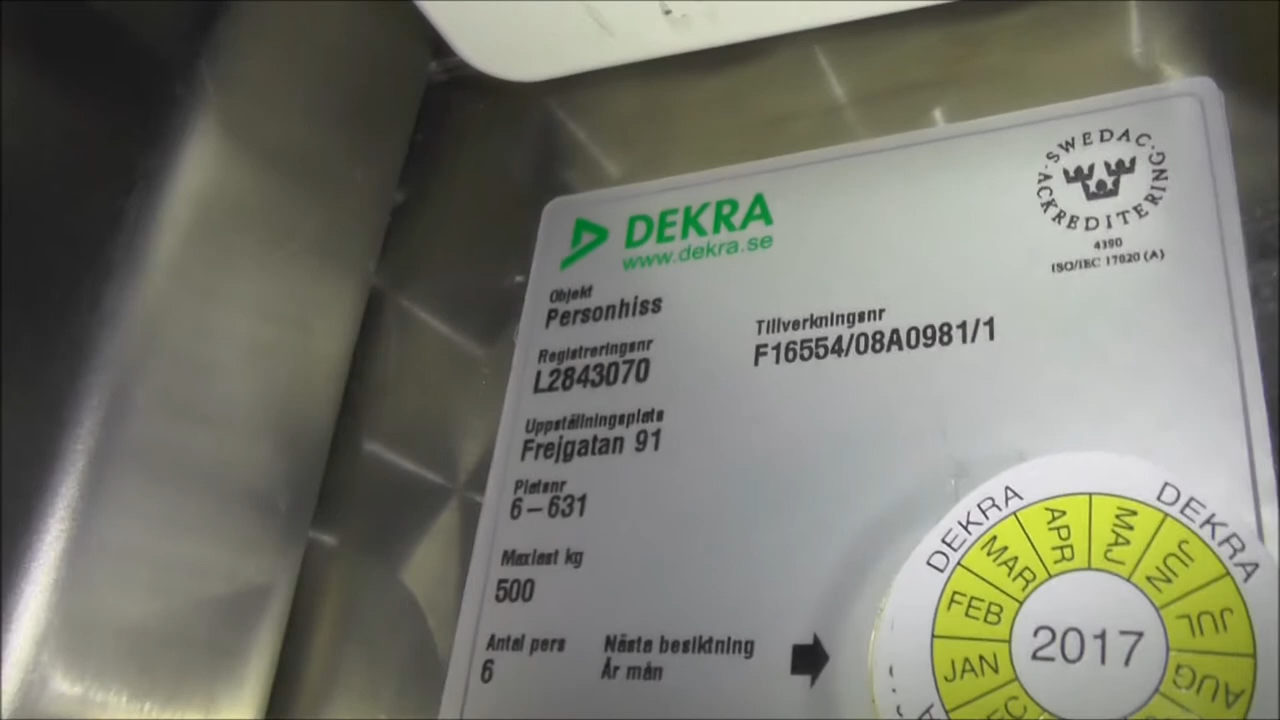 DEKRA
www.dekra.se
SWEDAC
ACKREDITERING
4390
ISO/IEC 17020 (A)
Objekt
Personhiss
Tillverkningsnr
F16554/08A0981/1
Registreringsnr
L2843070
Uppställningsplats
Frejgatan 91
Platsnr
6-631
Maxlast kg
500
Antal pers
6
Nästa besiktning
År mån
DEKRA
DEKRA
JAN
FEB
MAR
APR
MAJ
JUN
JUL
AUG
2017